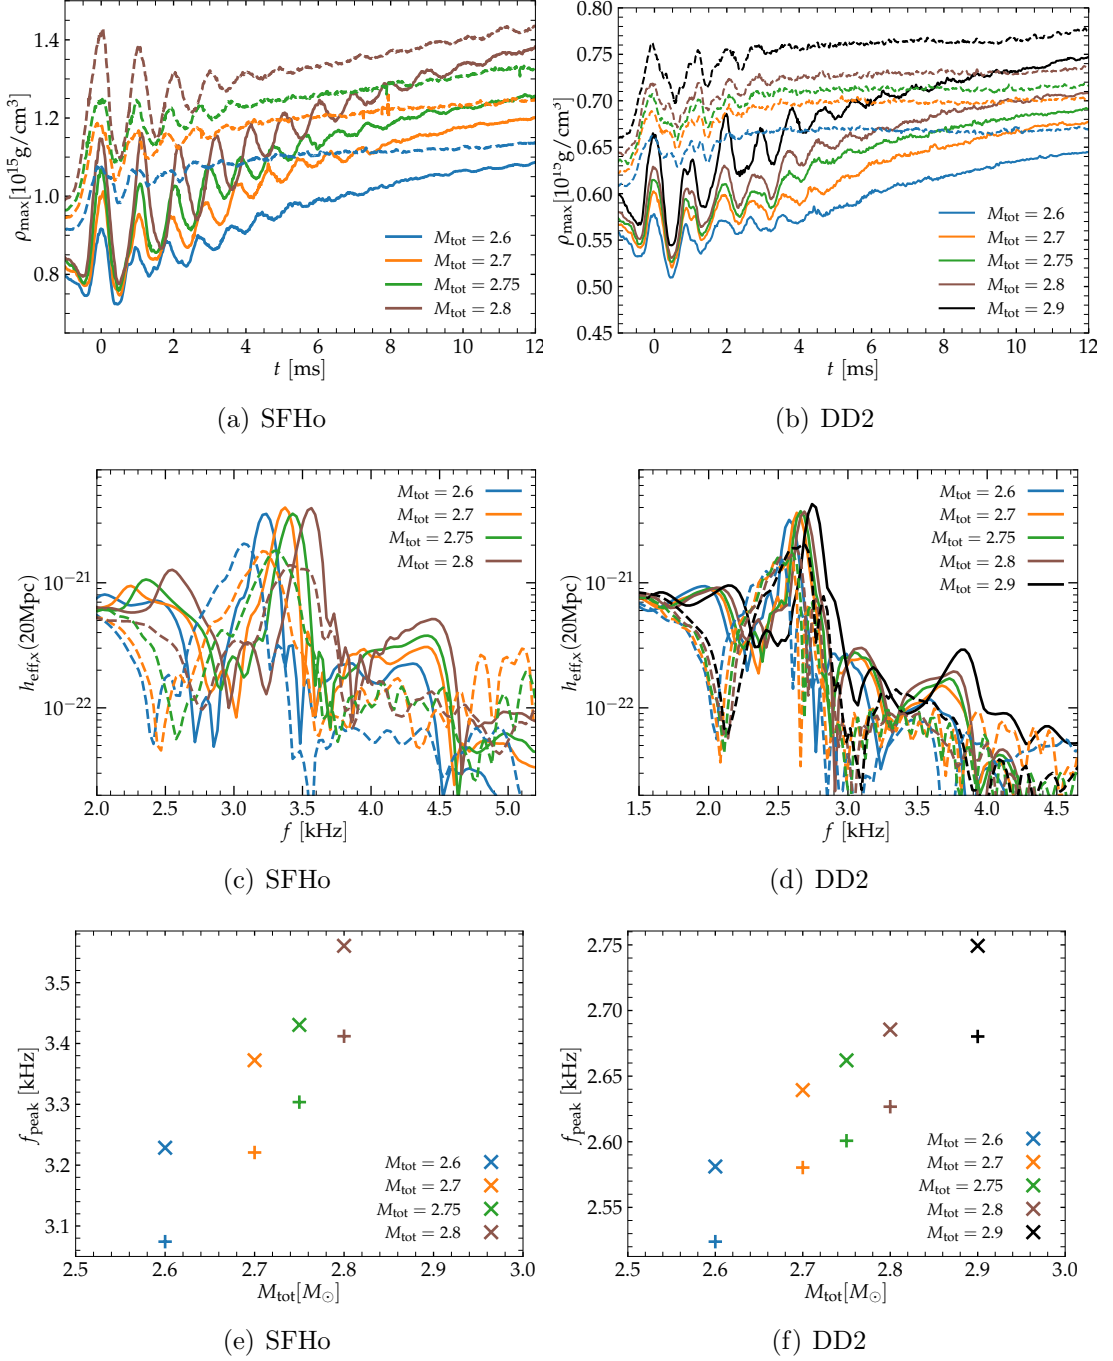 1.4
1.2
1.0
0.8
ρmax[10¹⁵g/cm³]
0
2
4
6
8
10
12
t [ms]
Mtot = 2.6
Mtot = 2.7
Mtot = 2.75
Mtot = 2.8
(a) SFHo
0.80
0.75
0.70
0.65
0.60
0.55
0.50
0.45
ρmax[10¹⁵g/cm³]
0
2
4
6
8
10
12
t [ms]
Mtot = 2.6
Mtot = 2.7
Mtot = 2.75
Mtot = 2.8
Mtot = 2.9
(b) DD2
10⁻²¹
10⁻²²
heff,x(20Mpc)
2.0
2.5
3.0
3.5
4.0
4.5
5.0
f [kHz]
Mtot = 2.6
Mtot = 2.7
Mtot = 2.75
Mtot = 2.8
(c) SFHo
10⁻²¹
10⁻²²
heff,x(20Mpc)
1.5
2.0
2.5
3.0
3.5
4.0
4.5
f [kHz]
Mtot = 2.6
Mtot = 2.7
Mtot = 2.75
Mtot = 2.8
Mtot = 2.9
(d) DD2
3.5
3.4
3.3
3.2
3.1
fpeak [kHz]
2.5
2.6
2.7
2.8
2.9
3.0
Mtot[M⊙]
Mtot = 2.6
Mtot = 2.7
Mtot = 2.75
Mtot = 2.8
(e) SFHo
2.75
2.70
2.65
2.60
2.55
fpeak [kHz]
2.5
2.6
2.7
2.8
2.9
3.0
Mtot[M⊙]
Mtot = 2.6
Mtot = 2.7
Mtot = 2.75
Mtot = 2.8
Mtot = 2.9
(f) DD2